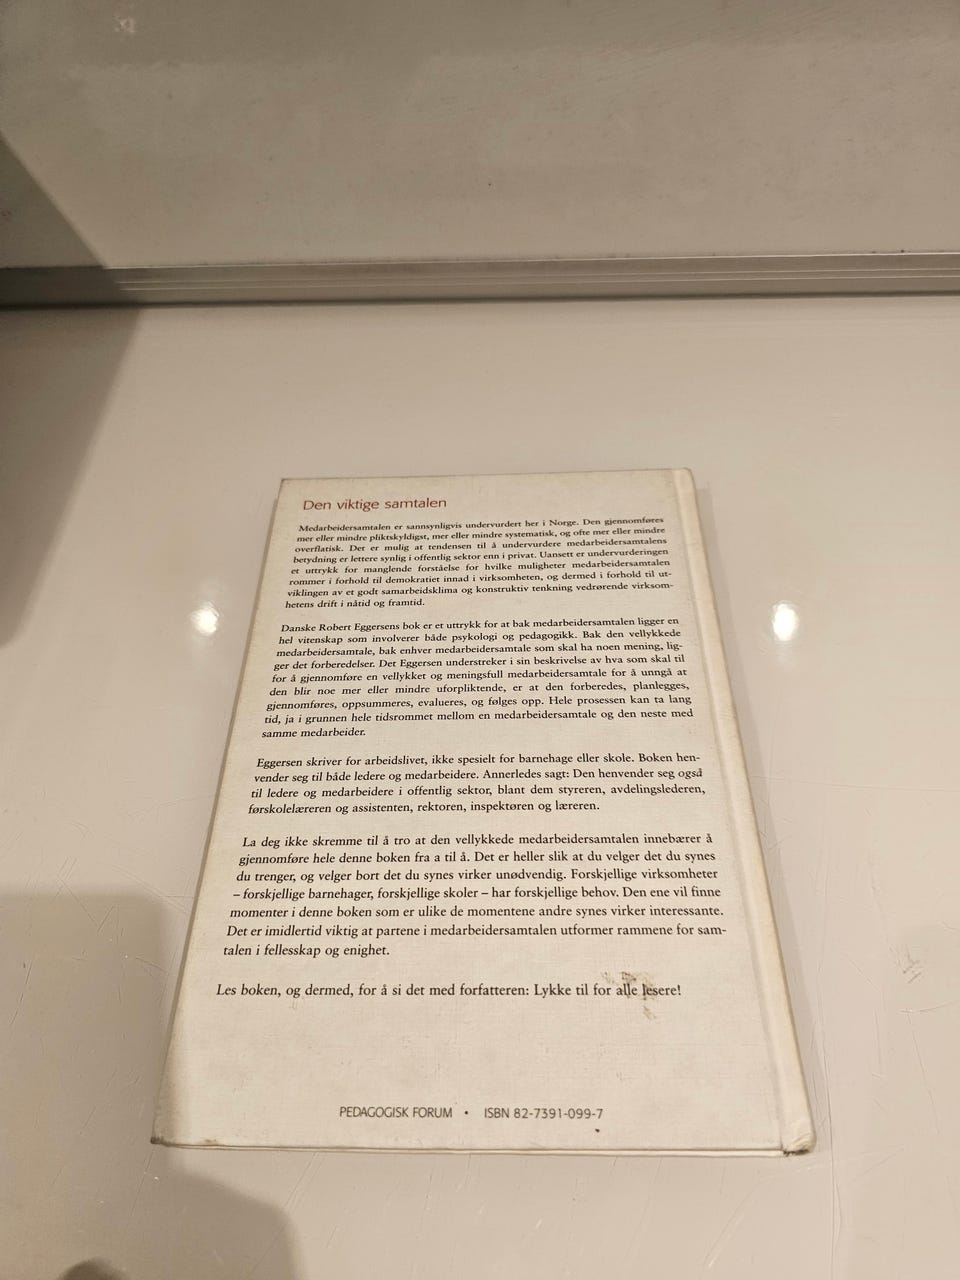 Den viktige samtalen
Medarbeidersamtalen er sannsynligvis undervurdert her i Norge. Den gjennomføres
mer eller mindre pliktskyldigst, mer eller mindre systematisk, og ofte mer eller mindre
overflatisk. Det er mulig at tendensen til å undervurdere medarbeidersamtalens
betydning er lettere synlig i offentlig sektor enn i privat. Uansett er undervurderingen
et uttrykk for manglende forståelse for hvilke muligheter medarbeidersamtalen
rommer i forhold til demokratiet innad i virksomheten, og dermed i forhold til ut-
viklingen av et godt samarbeidsklima og konstruktiv tenkning vedrørende virksom-
hetens drift i nåtid og framtid.
Danske Robert Eggersens bok er et uttrykk for at bak medarbeidersamtalen ligger en
hel vitenskap som involverer både psykologi og pedagogikk. Bak den vellykkede
medarbeidersamtale, bak enhver medarbeidersamtale som skal ha noen mening, lig-
ger det forberedelser. Det Eggersen understreker i sin beskrivelse av hva som skal til
for å gjennomføre en vellykket og meningsfull medarbeidersamtale for å unngå at
den blir noe mer eller mindre uforpliktende, er at den forberedes, planlegges,
gjennomføres, oppsummeres, evalueres, og følges opp. Hele prosessen kan ta lang
tid, ja i grunnen hele tidsrommet mellom en medarbeidersamtale og den neste med
samme medarbeider.
Eggersen skriver for arbeidslivet, ikke spesielt for barnehage eller skole. Boken hen-
vender seg til både ledere og medarbeidere. Annerledes sagt: Den henvender seg også
til ledere og medarbeidere i offentlig sektor, blant dem styreren, avdelingslederen,
førskolelæreren og assistenten, rektoren, inspektøren og læreren.
La deg ikke skremme til å tro at den vellykkede medarbeidersamtalen innebærer å
gjennomføre hele denne boken fra a til å. Det er heller slik at du velger det du synes
du trenger, og velger bort det du synes virker unødvendig. Forskjellige virksomheter
– forskjellige barnehager, forskjellige skoler – har forskjellige behov. Den ene vil finne
momenter i denne boken som er ulike de momentene andre synes virker interessante.
Det er imidlertid viktig at partene i medarbeidersamtalen utformer rammene for sam-
talen i fellesskap og enighet.
Les boken, og dermed, for å si det med forfatteren: Lykke til for alle lesere!
PEDAGOGISK FORUM • ISBN 82-7391-099-7